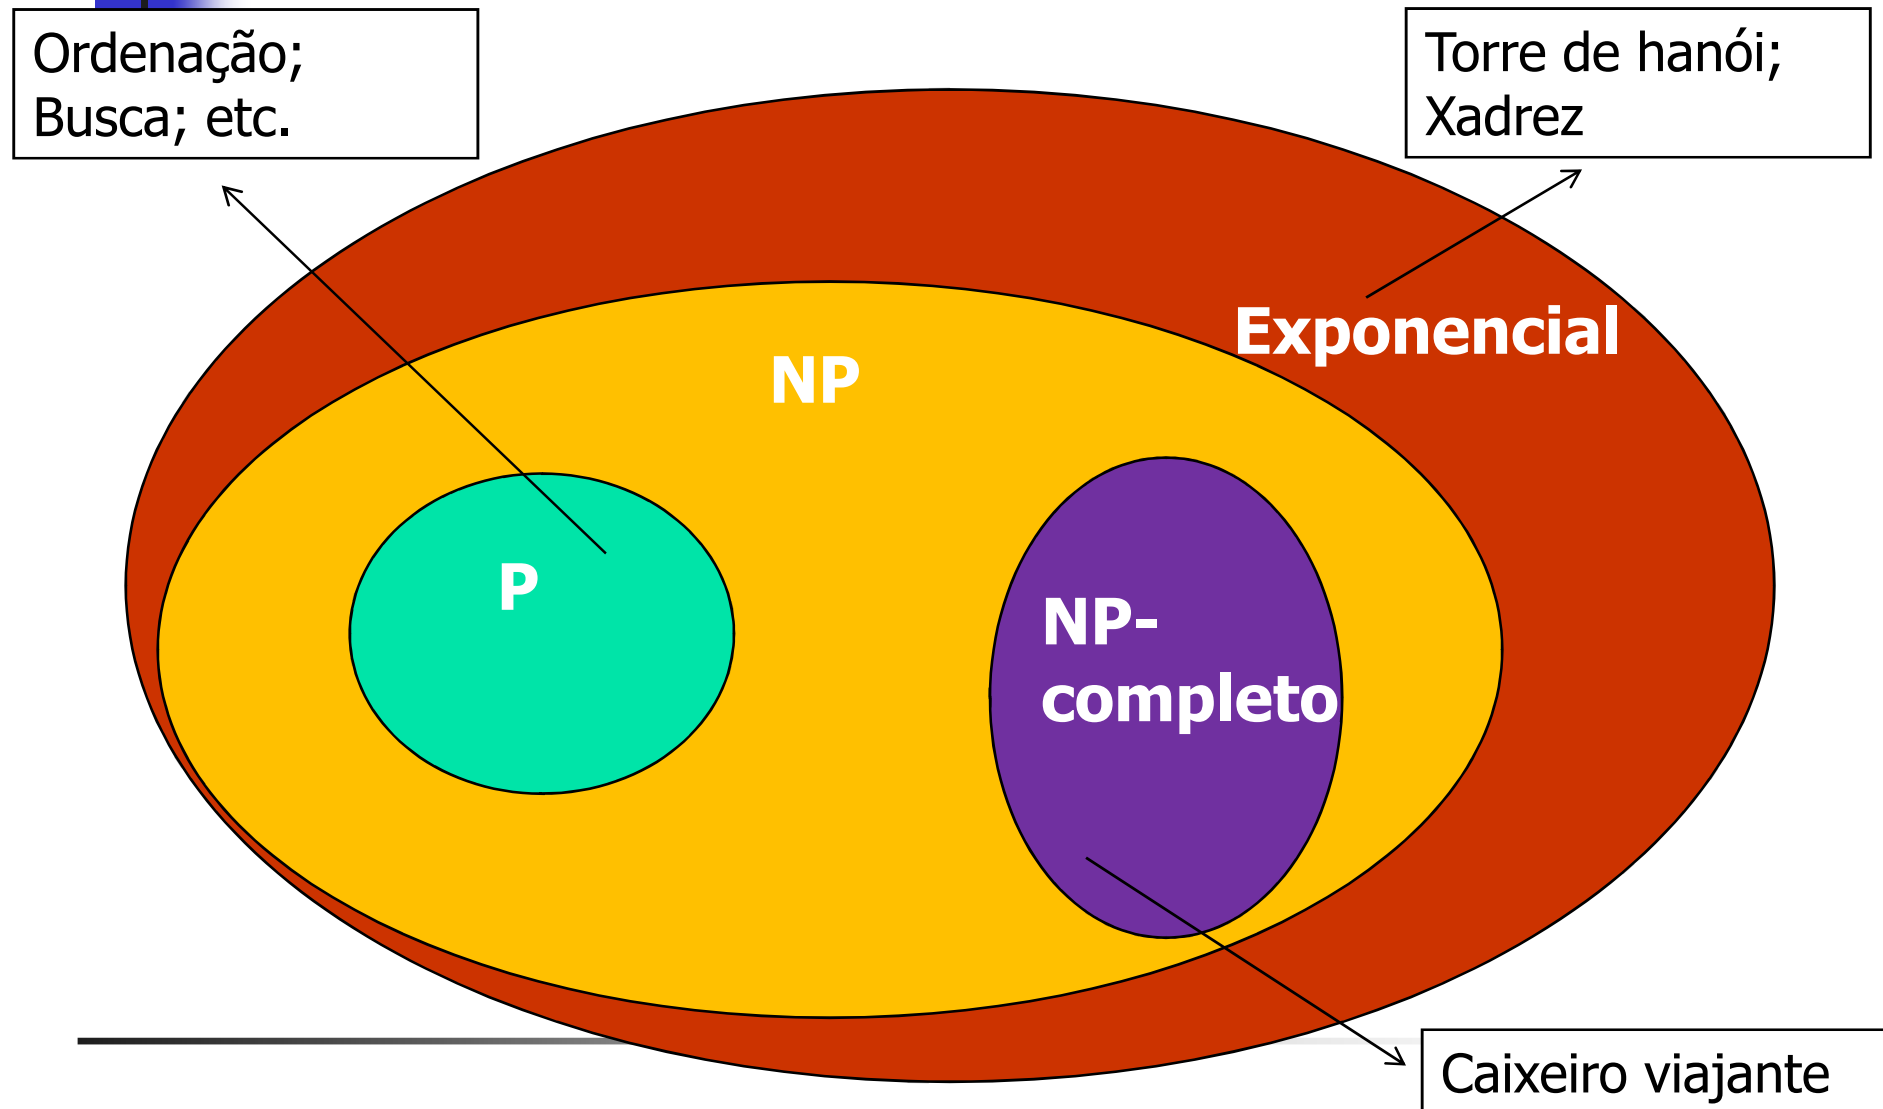 Ordenação;
Busca; etc.
Torre de hanói;
Xadrez
Exponencial
NP
P
NP-
completo
Caixeiro viajante